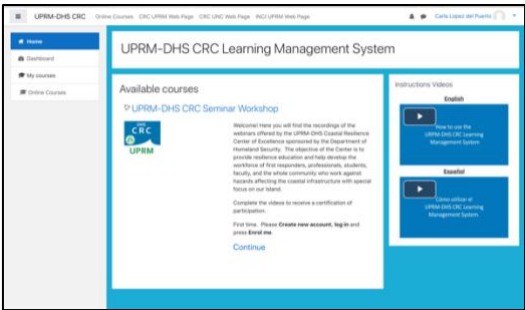 UPRM-DHS CRC Online Courses CRC UPRM Web Page CRC UNC Web Page INCI UPRM Web Page Carla Lopez del Puerto
Home
Dashboard
My courses
Online Courses
UPRM-DHS CRC Learning Management System
Available courses
UPRM-DHS CRC Seminar Workshop
CRC
UPRM
Welcome! Here you will find the recordings of the
webinars offered by the UPRM-DHS Coastal Resilience
Center of Excellence sponsored by the Department of
Homeland Security. The objective of the Center is to
provide resilience education and help develop the
workforce of first responders, professionals, students,
faculty, and the whole community who work against
hazards affecting the coastal infrastructure with special
focus on our island.
Complete the videos to receive a certification of
participation.
First time. Please Create new account, log in and
press Enrol me.
Continue
Instructions Videos
English
How to use the
UPRM-DHS CRC Learning
Management System
Español
Cómo utilizar el
UPRM-DHS CRC Learning
Management System